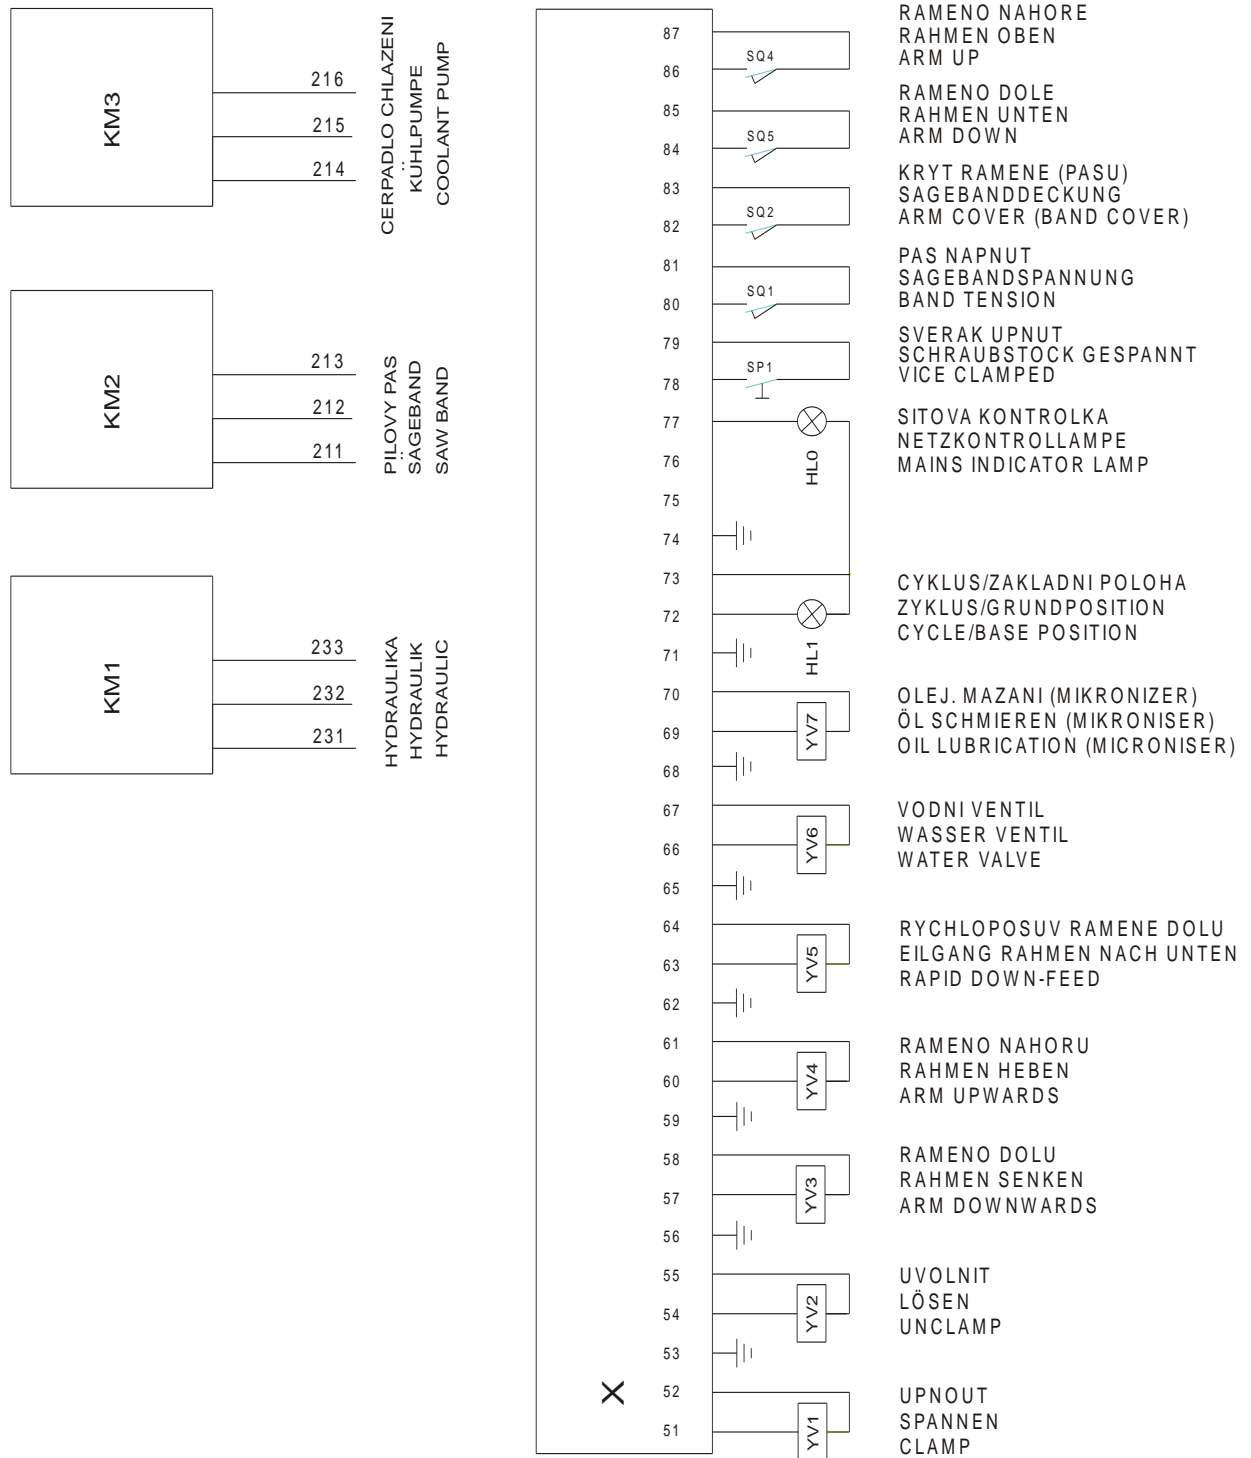 KM3
216
215
214
CERPADLO CHLAZENI
KÜHLPUMPE
COOLANT PUMP
KM2
213
212
211
PILOVY PAS
SÄGEBAND
SAW BAND
KM1
233
232
231
HYDRAULIKA
HYDRAULIK
HYDRAULIC
X
87
86
85
84
83
82
81
80
79
78
77
76
75
74
73
72
71
70
69
68
67
66
65
64
63
62
61
60
59
58
57
56
55
54
53
52
51
SQ4
SQ5
SQ2
SQ1
SP1
HL0
HL1
YV7
YV6
YV5
YV4
YV3
YV2
YV1
RAMENO NAHORE
RAHMEN OBEN
ARM UP
RAMENO DOLE
RAHMEN UNTEN
ARM DOWN
KRYT RAMENE (PASU)
SAGEBANDDECKUNG
ARM COVER (BAND COVER)
PAS NAPNUT
SAGEBANDSPANNUNG
BAND TENSION
SVERAK UPNUT
SCHRAUBSTOCK GESPANNT
VICE CLAMPED
SITOVA KONTROLKA
NETZKONTROLLAMPE
MAINS INDICATOR LAMP
CYKLUS/ZAKLADNI POLOHA
ZYKLUS/GRUNDPOSITION
CYCLE/BASE POSITION
OLEJ. MAZANI (MIKRONIZER)
ÖL SCHMIEREN (MIKRONISER)
OIL LUBRICATION (MICRONISER)
VODNI VENTIL
WASSER VENTIL
WATER VALVE
RYCHLOPOSUV RAMENE DOLU
EILGANG RAHMEN NACH UNTEN
RAPID DOWN-FEED
RAMENO NAHORU
RAHMEN HEBEN
ARM UPWARDS
RAMENO DOLU
RAHMEN SENKEN
ARM DOWNWARDS
UVOLNIT
LÖSEN
UNCLAMP
UPNOUT
SPANNEN
CLAMP